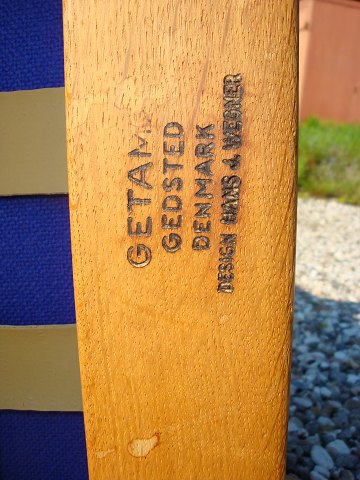 GETAMA
GEDSTED
DENMARK
DESIGN HANS J. WEGNER